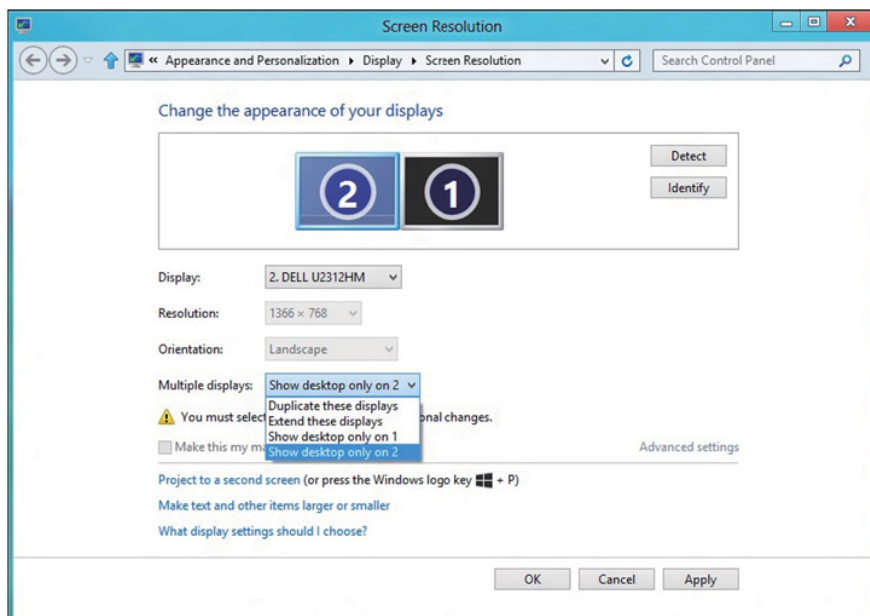 Screen Resolution
« Appearance and Personalization ▸ Display ▸ Screen Resolution
Search Control Panel
Change the appearance of your displays
2
1
Detect
Identify
Display: 2. DELL U2312HM
Resolution: 1366 × 768
Orientation: Landscape
Multiple displays: Show desktop only on 2
Duplicate these displays
You must select onal changes.
Extend these displays
Show desktop only on 1
Make this my ma
Show desktop only on 2
Advanced settings
Project to a second screen (or press the Windows logo key + P)
Make text and other items larger or smaller
What display settings should I choose?
OK Cancel Apply